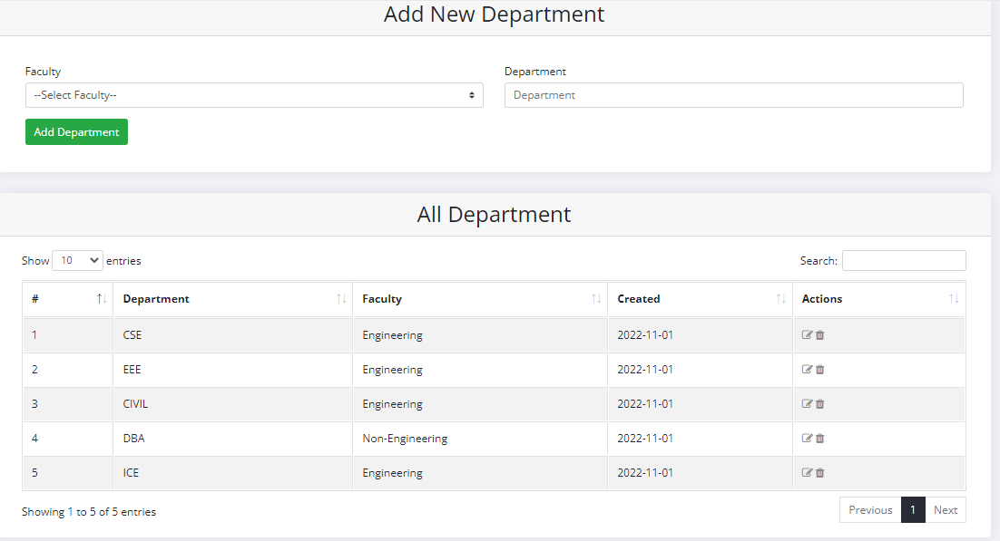 Add New Department
Faculty Department
--Select Faculty-- Department
Add Department
All Department
Show 10 entries Search:
# Department Faculty Created Actions
1 CSE Engineering 2022-11-01
2 EEE Engineering 2022-11-01
3 CIVIL Engineering 2022-11-01
4 DBA Non-Engineering 2022-11-01
5 ICE Engineering 2022-11-01
Showing 1 to 5 of 5 entries Previous 1 Next